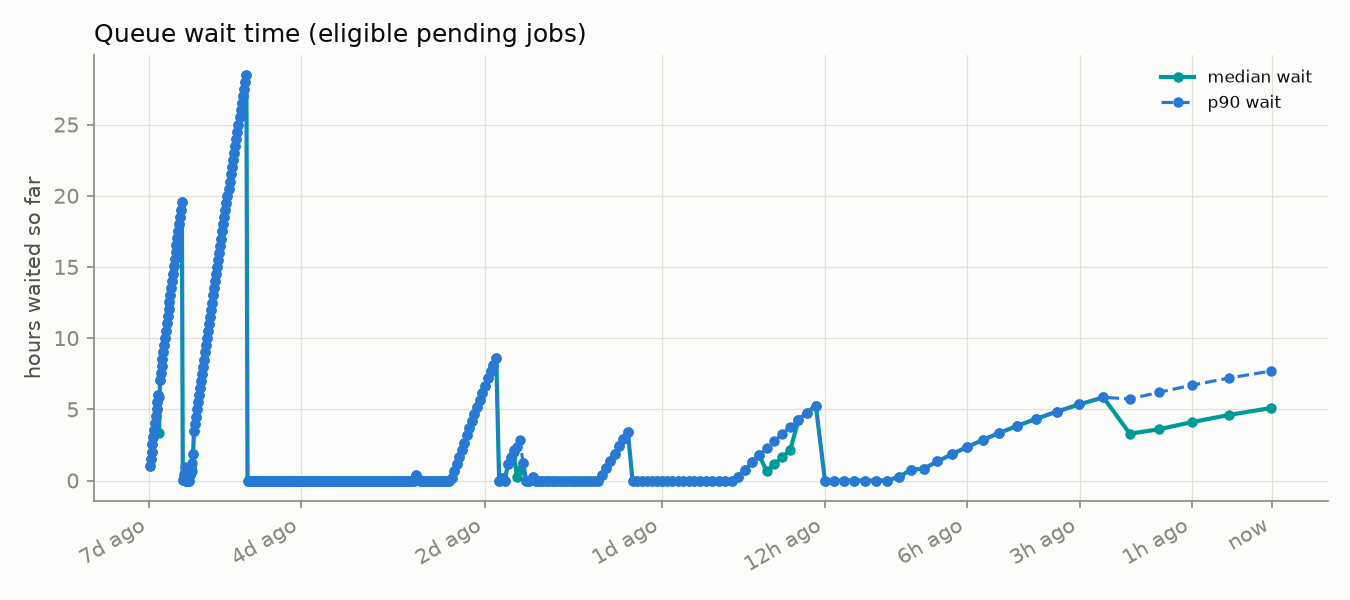 Queue wait time (eligible pending jobs)
median wait
p90 wait
hours waited so far
25
20
15
10
5
0
7d ago
4d ago
2d ago
1d ago
12h ago
6h ago
3h ago
1h ago
now